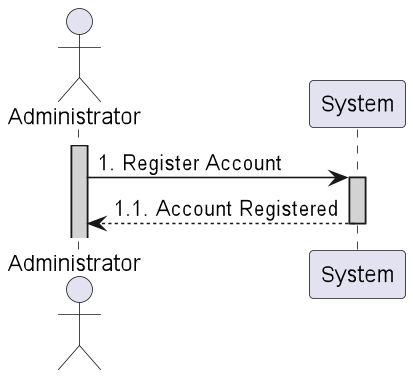 Administrator
System
1. Register Account
1.1. Account Registered
Administrator
System